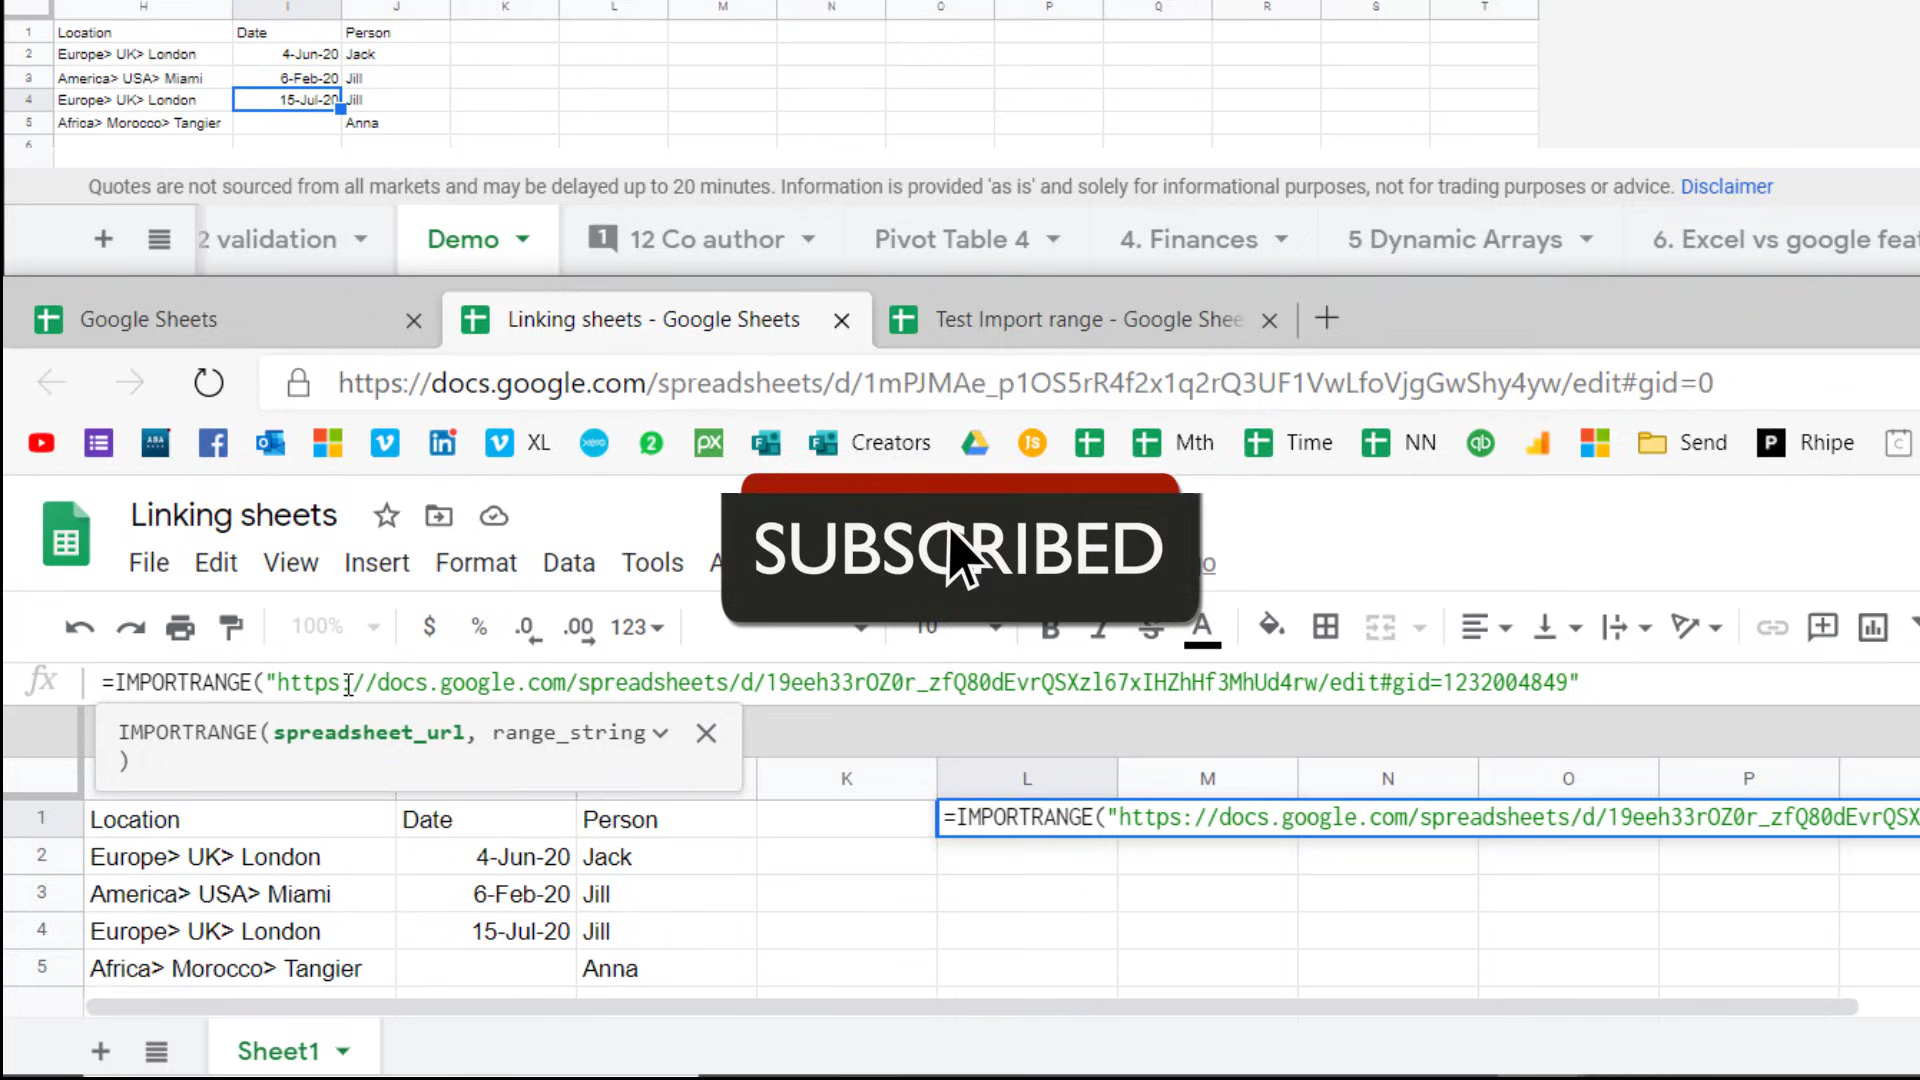 H I J K L M N O P Q R S T
1 Location Date Person
2 Europe> UK> London 4-Jun-20 Jack
3 America> USA> Miami 6-Feb-20 Jill
4 Europe> UK> London 15-Jul-20 Jill
5 Africa> Morocco> Tangier Anna
6
Quotes are not sourced from all markets and may be delayed up to 20 minutes. Information is provided 'as is' and solely for informational purposes, not for trading purposes or advice. Disclaimer
2 validation Demo 1 12 Co author Pivot Table 4 4. Finances 5 Dynamic Arrays 6. Excel vs google feat
Google Sheets Linking sheets - Google Sheets Test Import range - Google Shee
https://docs.google.com/spreadsheets/d/1mPJMAe_p1OS5rR4f2x1q2rQ3UF1VwLfoVjgGwShy4yw/edit#gid=0
ABA XL xero 2 px Creators JS Mth Time NN qb Send P Rhipe
Linking sheets
SUBSCRIBED
File Edit View Insert Format Data Tools A
100% $ % .0 .00 123 10 B I S A
fx =IMPORTRANGE("https://docs.google.com/spreadsheets/d/19eeh33rOZ0r_zfQ80dEvrQSXzl67xIHZhHf3MhUd4rw/edit#gid=1232004849"
IMPORTRANGE(spreadsheet_url, range_string
)
K L M N O P
1 Location Date Person =IMPORTRANGE("https://docs.google.com/spreadsheets/d/19eeh33rOZ0r_zfQ80dEvrQSX
2 Europe> UK> London 4-Jun-20 Jack
3 America> USA> Miami 6-Feb-20 Jill
4 Europe> UK> London 15-Jul-20 Jill
5 Africa> Morocco> Tangier Anna
Sheet1